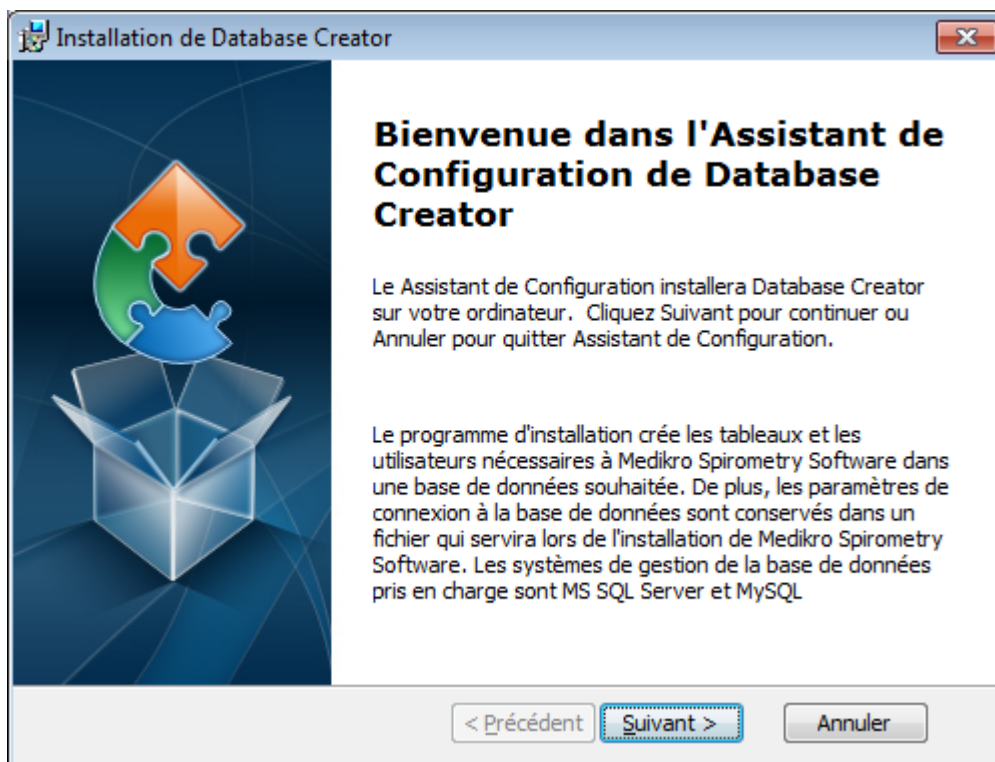 Installation de Database Creator
Bienvenue dans l'Assistant de
Configuration de Database
Creator
Le Assistant de Configuration installera Database Creator
sur votre ordinateur.  Cliquez Suivant pour continuer ou
Annuler pour quitter Assistant de Configuration.
Le programme d'installation crée les tableaux et les
utilisateurs nécessaires à Medikro Spirometry Software dans
une base de données souhaitée. De plus, les paramètres de
connexion à la base de données sont conservés dans un
fichier qui servira lors de l'installation de Medikro Spirometry
Software. Les systèmes de gestion de la base de données
pris en charge sont MS SQL Server et MySQL
< Précédent Suivant > Annuler